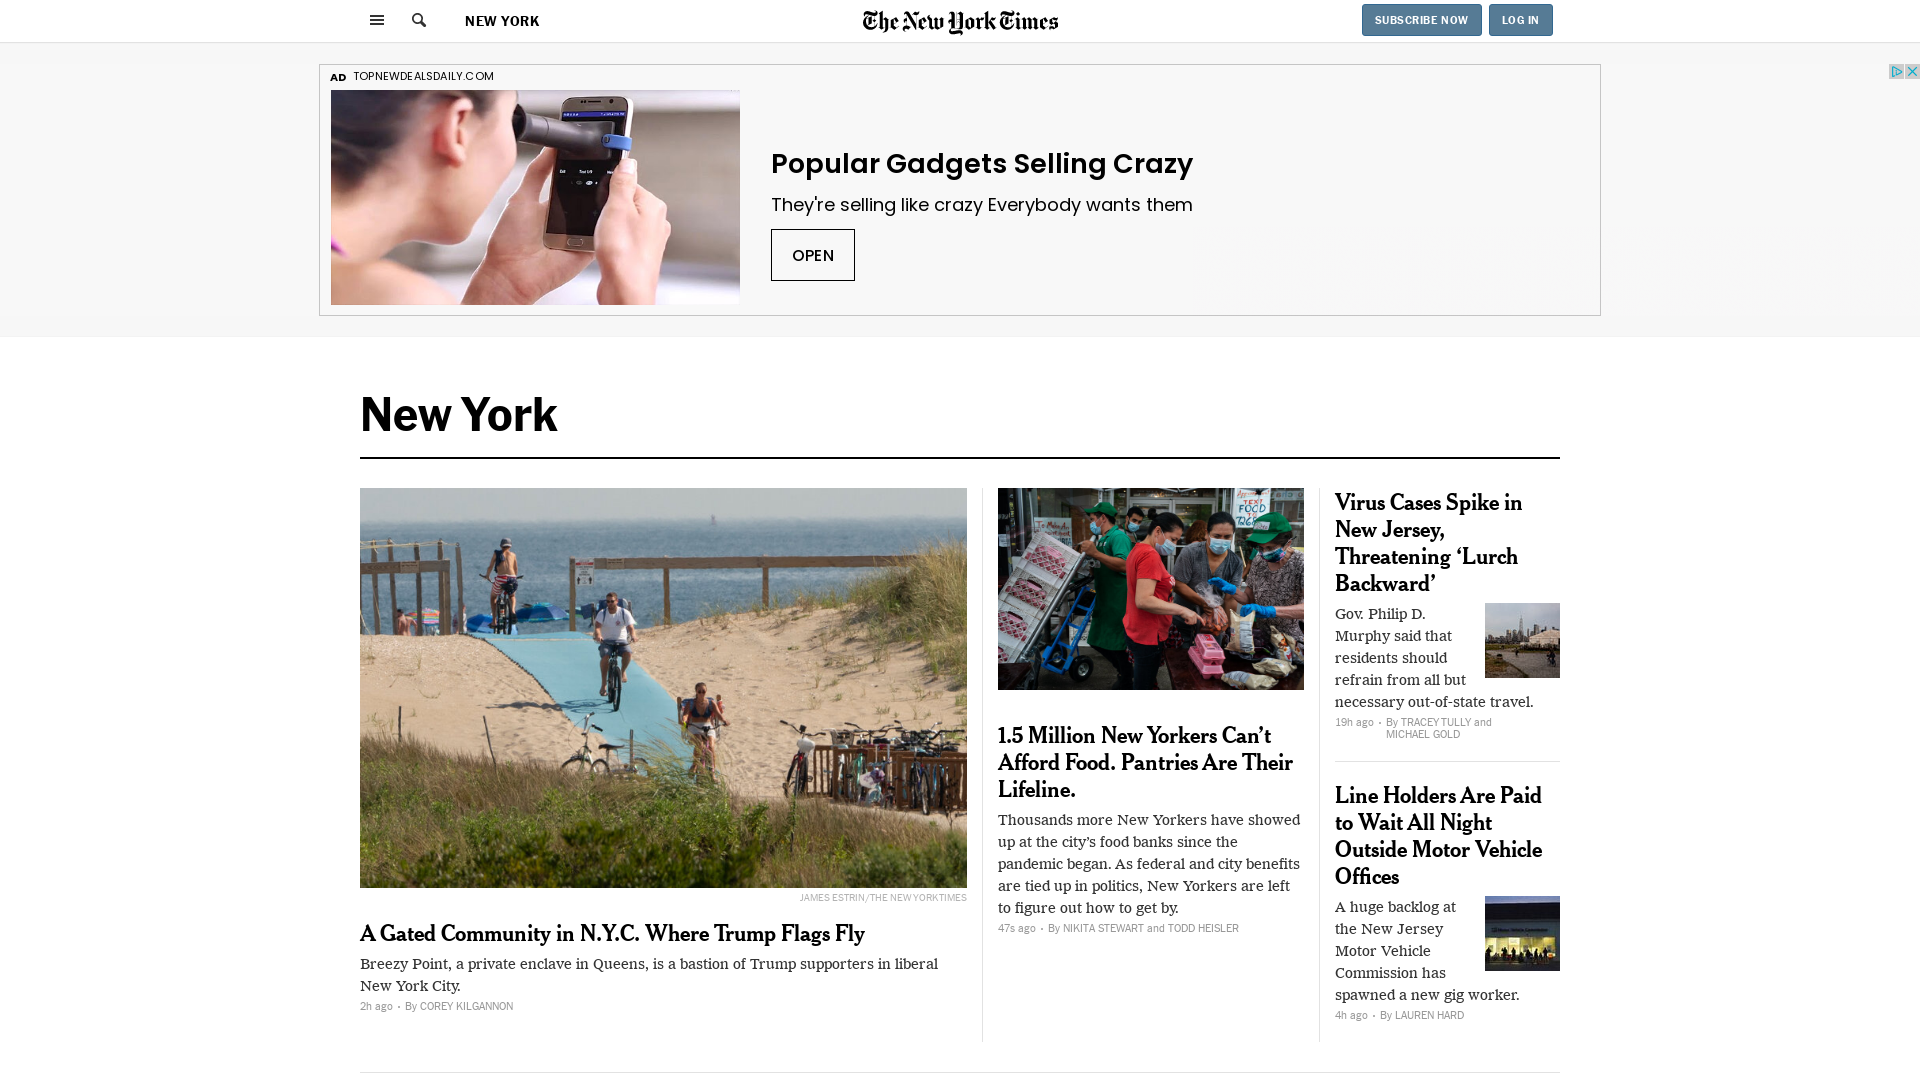 NEW YORK
The New York Times
SUBSCRIBE NOW
LOG IN
AD TOPNEWDEALSDAILY.COM
Popular Gadgets Selling Crazy
They're selling like crazy Everybody wants them
OPEN
New York
JAMES ESTRIN/THE NEW YORK TIMES
A Gated Community in N.Y.C. Where Trump Flags Fly
Breezy Point, a private enclave in Queens, is a bastion of Trump supporters in liberal
New York City.
2h ago • By COREY KILGANNON
TEXT
FOOD
1.5 Million New Yorkers Can’t
Afford Food. Pantries Are Their
Lifeline.
Thousands more New Yorkers have showed
up at the city’s food banks since the
pandemic began. As federal and city benefits
are tied up in politics, New Yorkers are left
to figure out how to get by.
47s ago • By NIKITA STEWART and TODD HEISLER
Virus Cases Spike in
New Jersey,
Threatening ‘Lurch
Backward’
Gov. Philip D.
Murphy said that
residents should
refrain from all but
necessary out-of-state travel.
19h ago • By TRACEY TULLY and
MICHAEL GOLD
Line Holders Are Paid
to Wait All Night
Outside Motor Vehicle
Offices
A huge backlog at
the New Jersey
Motor Vehicle
Commission has
spawned a new gig worker.
4h ago • By LAUREN HARD